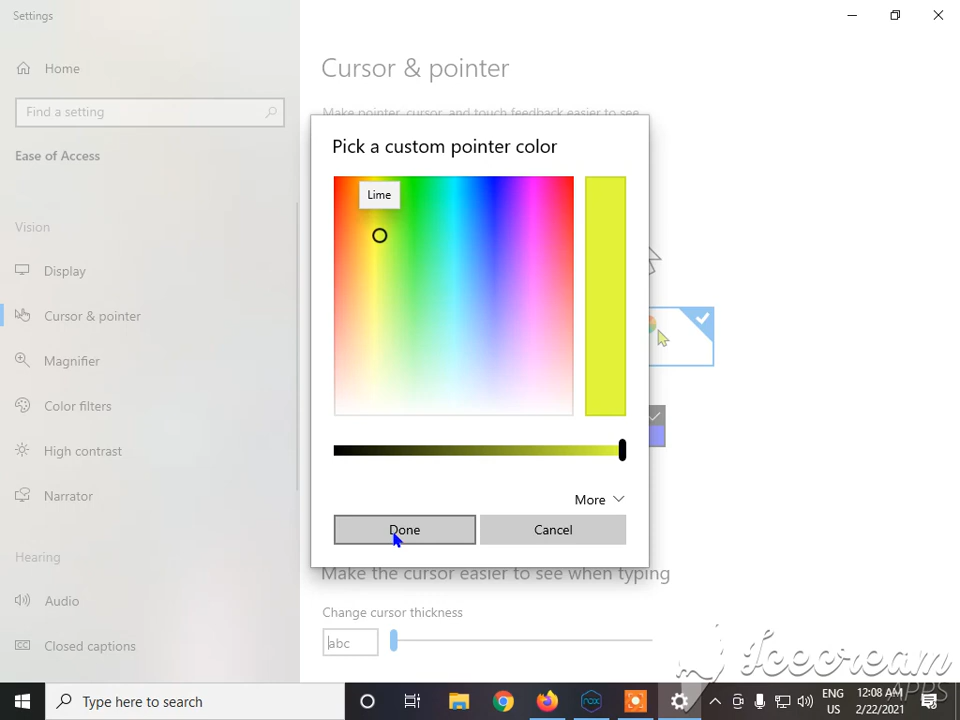 Settings
Home
Find a setting
Ease of Access
Vision
Display
Cursor & pointer
Magnifier
Color filters
High contrast
Narrator
Hearing
Audio
Closed captions
Cursor & pointer
Make pointer, cursor, and touch feedback easier to see.
Pick a custom pointer color
Lime
More
Done
Cancel
Make the cursor easier to see when typing
Change cursor thickness
abc
Icecream
APPS
Type here to search
nox
ENG
US
12:08 AM
2/22/2021